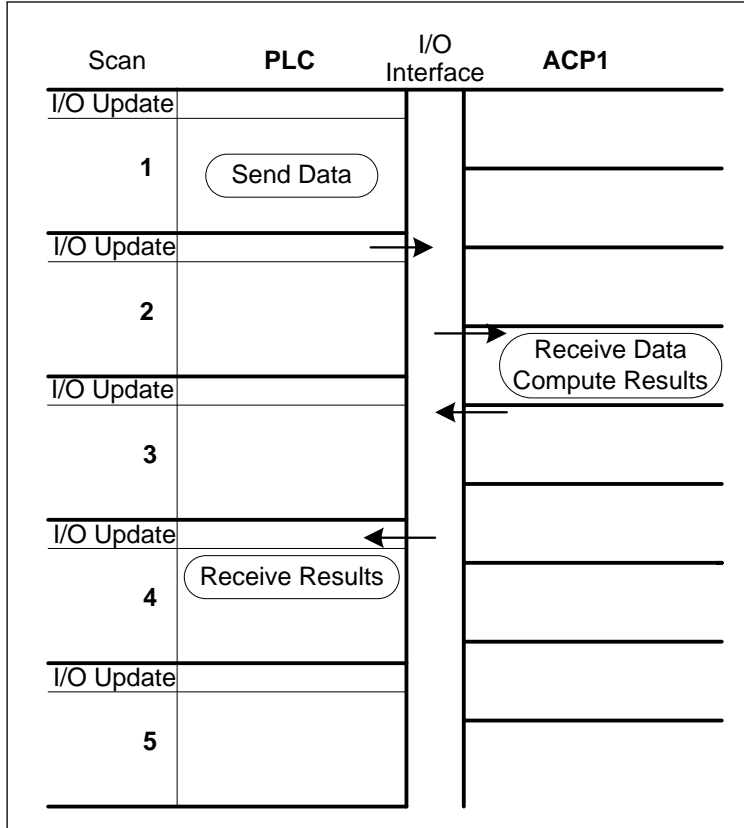 Scan
PLC
I/O
Interface
ACP1
I/O Update
1
Send Data
I/O Update
2
Receive Data
Compute Results
I/O Update
3
I/O Update
Receive Results
4
I/O Update
5